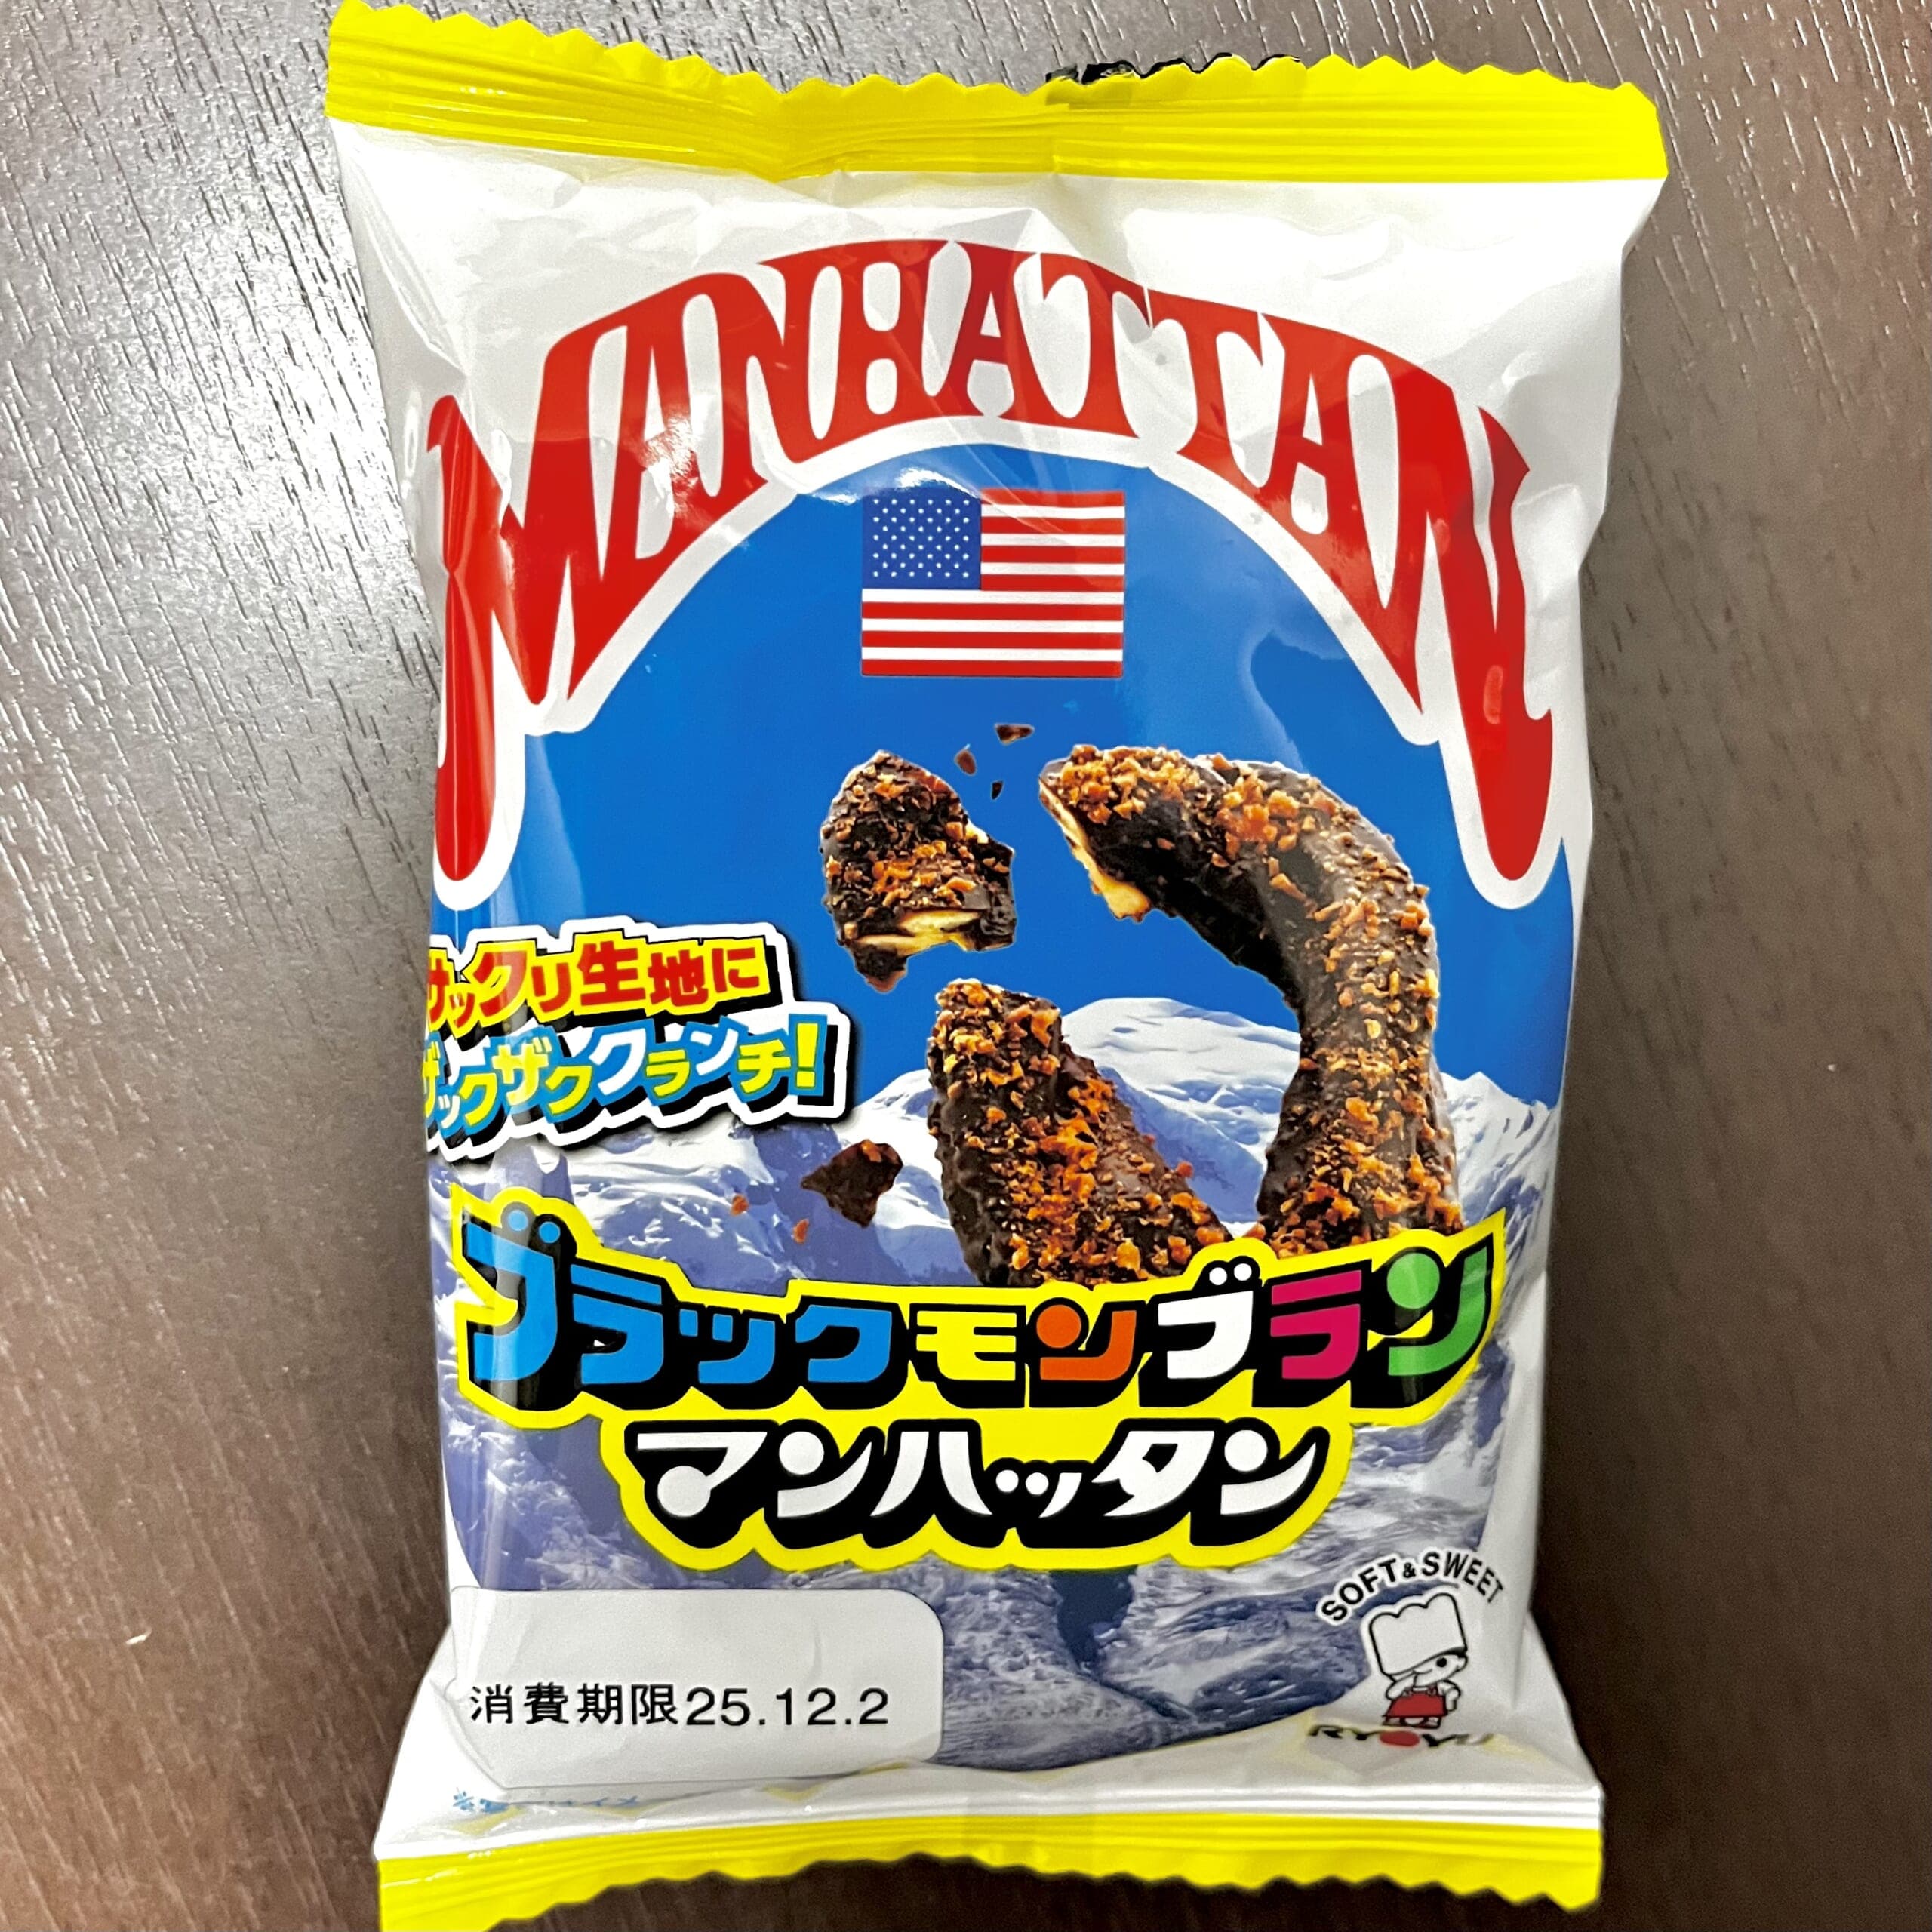 MANHATTAN
サックリ生地に
ザックザククランチ!
ブラックモンブラン
マンハッタン
SOFT&SWEET
RYOYU
消費期限25.12.2